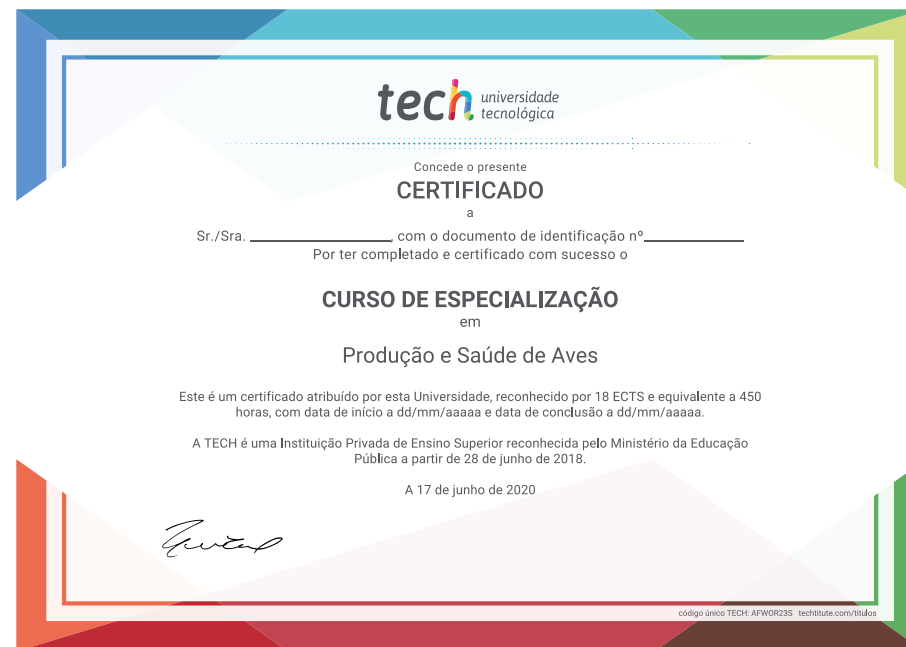 tech universidade
tecnológica
Concede o presente
CERTIFICADO
a
Sr./Sra. ________________, com o documento de identificação nº____________
Por ter completado e certificado com sucesso o
CURSO DE ESPECIALIZAÇÃO
em
Produção e Saúde de Aves
Este é um certificado atribuído por esta Universidade, reconhecido por 18 ECTS e equivalente a 450
horas, com data de início a dd/mm/aaaaa e data de conclusão a dd/mm/aaaaa.
A TECH é uma Instituição Privada de Ensino Superior reconhecida pelo Ministério da Educação
Pública a partir de 28 de junho de 2018.
A 17 de junho de 2020
código único TECH: AFWOR23S techtitute.com/titulos